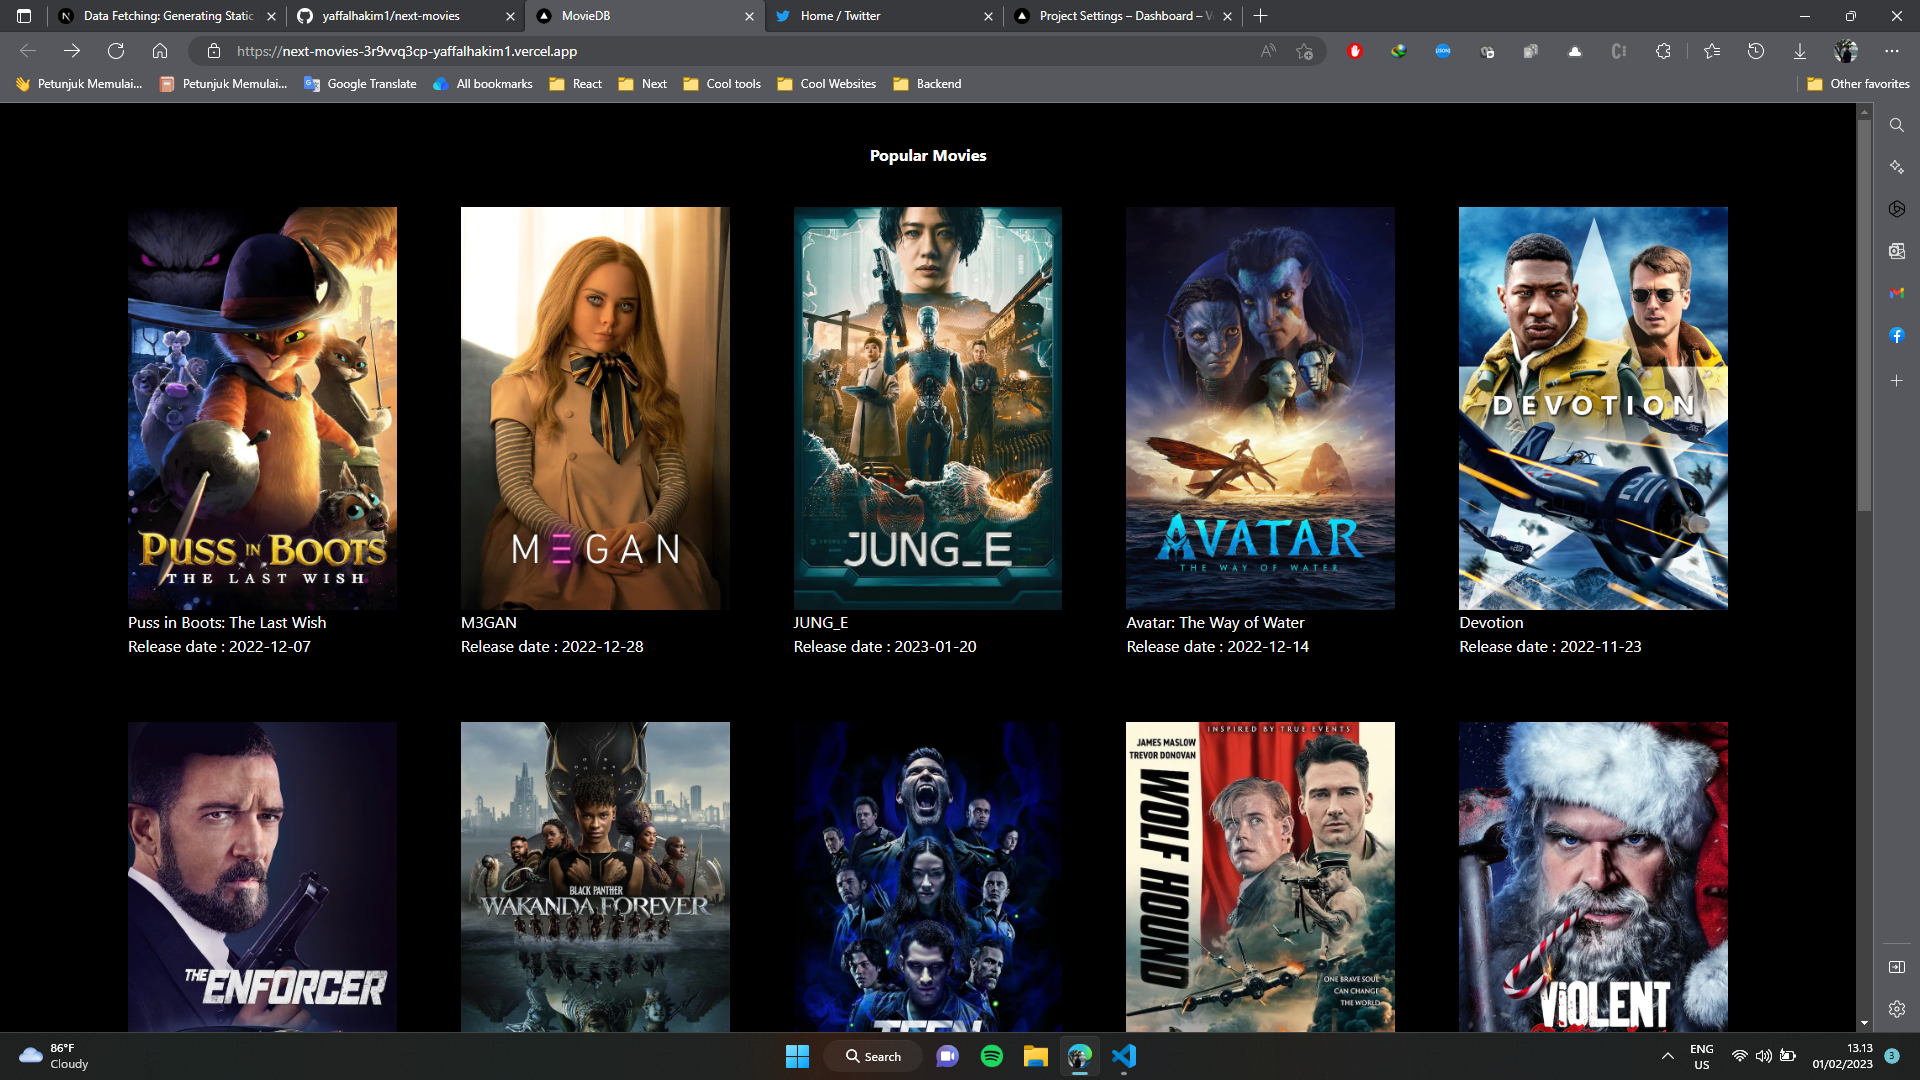 Data Fetching: Generating Static
yaffalhakim1/next-movies
MovieDB
Home / Twitter
Project Settings – Dashboard – V
https://next-movies-3r9vvq3cp-yaffalhakim1.vercel.app
Petunjuk Memulai...
Petunjuk Memulai...
Google Translate
All bookmarks
React
Next
Cool tools
Cool Websites
Backend
Other favorites
Popular Movies
PUSS IN BOOTS
THE LAST WISH
M3GAN
JUNG_E
AVATAR
THE WAY OF WATER
DEVOTION
Puss in Boots: The Last Wish
Release date : 2022-12-07
M3GAN
Release date : 2022-12-28
JUNG_E
Release date : 2023-01-20
Avatar: The Way of Water
Release date : 2022-12-14
Devotion
Release date : 2022-11-23
THE ENFORCER
BLACK PANTHER
WAKANDA FOREVER
TEEN
INSPIRED BY TRUE EVENTS
JAMES MASLOW
TREVOR DONOVAN
WOLF HOUND
ONE BRAVE SOUL
CAN CHANGE
THE WORLD
VIOLENT
86°F
Cloudy
Search
ENG
US
13.13
01/02/2023
3